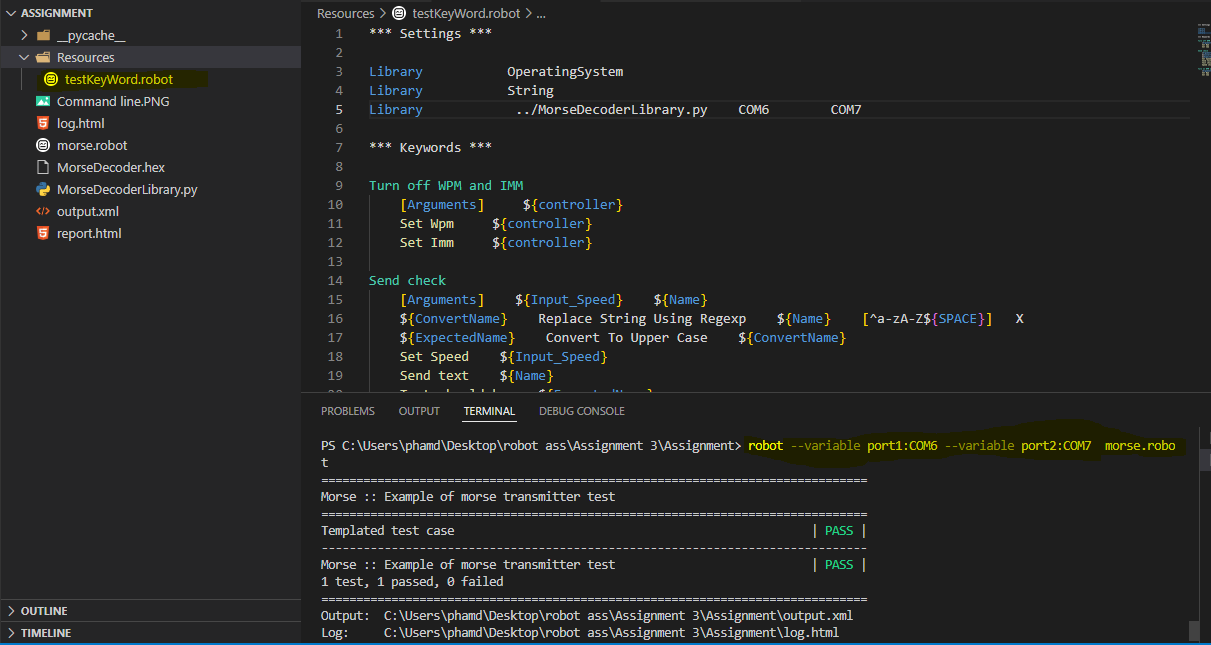 ASSIGNMENT
__pycache__
Resources
testKeyWord.robot
Command line.PNG
log.html
morse.robot
MorseDecoder.hex
MorseDecoderLibrary.py
output.xml
report.html
OUTLINE
TIMELINE
Resources > testKeyWord.robot > ...
1 *** Settings ***
2
3 Library OperatingSystem
4 Library String
5 Library ../MorseDecoderLibrary.py COM6 COM7
6
7 *** Keywords ***
8
9 Turn off WPM and IMM
10 [Arguments] ${controller}
11 Set Wpm ${controller}
12 Set Imm ${controller}
13
14 Send check
15 [Arguments] ${Input_Speed} ${Name}
16 ${ConvertName} Replace String Using Regexp ${Name} [^a-zA-Z${SPACE}] X
17 ${ExpectedName} Convert To Upper Case ${ConvertName}
18 Set Speed ${Input_Speed}
19 Send text ${Name}
PROBLEMS OUTPUT TERMINAL DEBUG CONSOLE
PS C:\Users\phamd\Desktop\robot ass\Assignment 3\Assignment> robot --variable port1:COM6 --variable port2:COM7 morse.robo
t
==============================================================================
Morse :: Example of morse transmitter test
==============================================================================
Templated test case | PASS |
------------------------------------------------------------------------------
Morse :: Example of morse transmitter test | PASS |
1 test, 1 passed, 0 failed
==============================================================================
Output: C:\Users\phamd\Desktop\robot ass\Assignment 3\Assignment\output.xml
Log: C:\Users\phamd\Desktop\robot ass\Assignment 3\Assignment\log.html